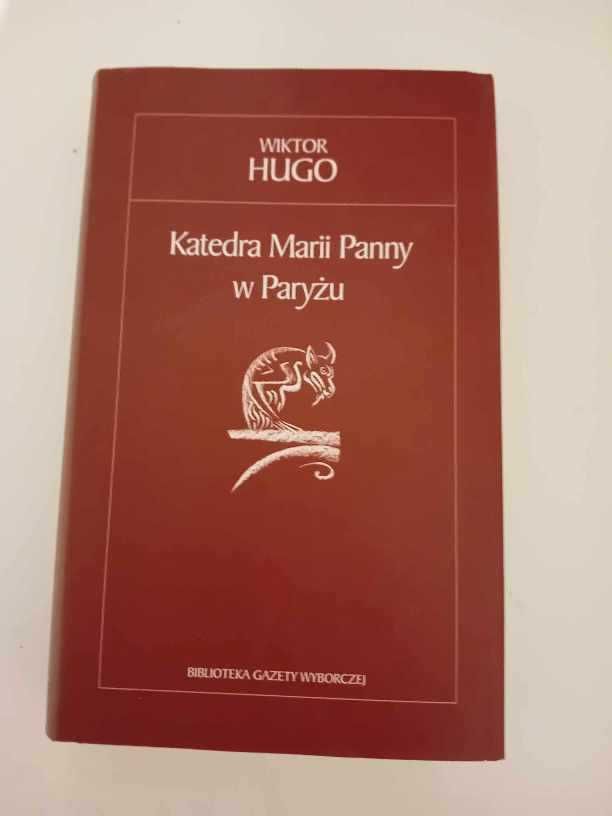 WIKTOR
HUGO
Katedra Marii Panny
w Paryżu
BIBLIOTEKA GAZETY WYBORCZEJ